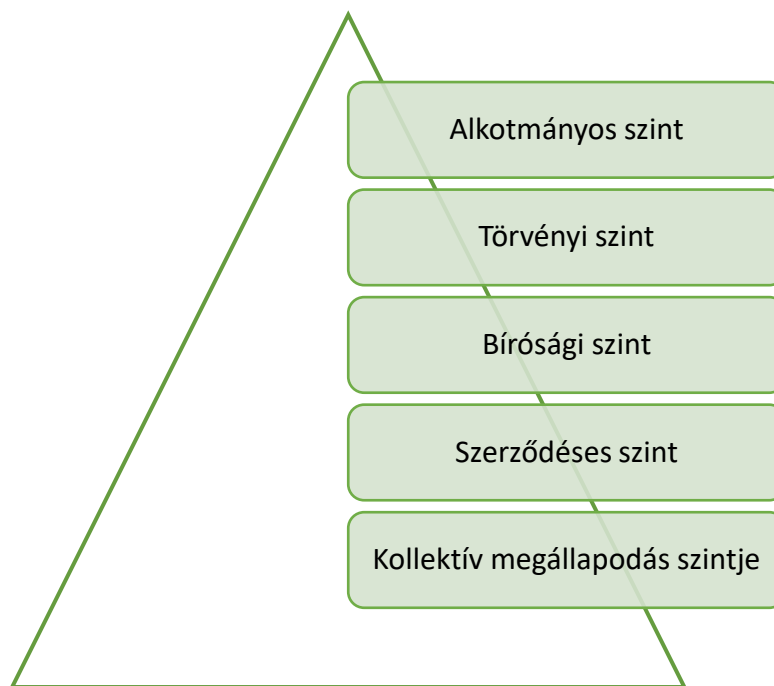 Alkotmányos szint
Törvényi szint
Bírósági szint
Szerződéses szint
Kollektív megállapodás szintje